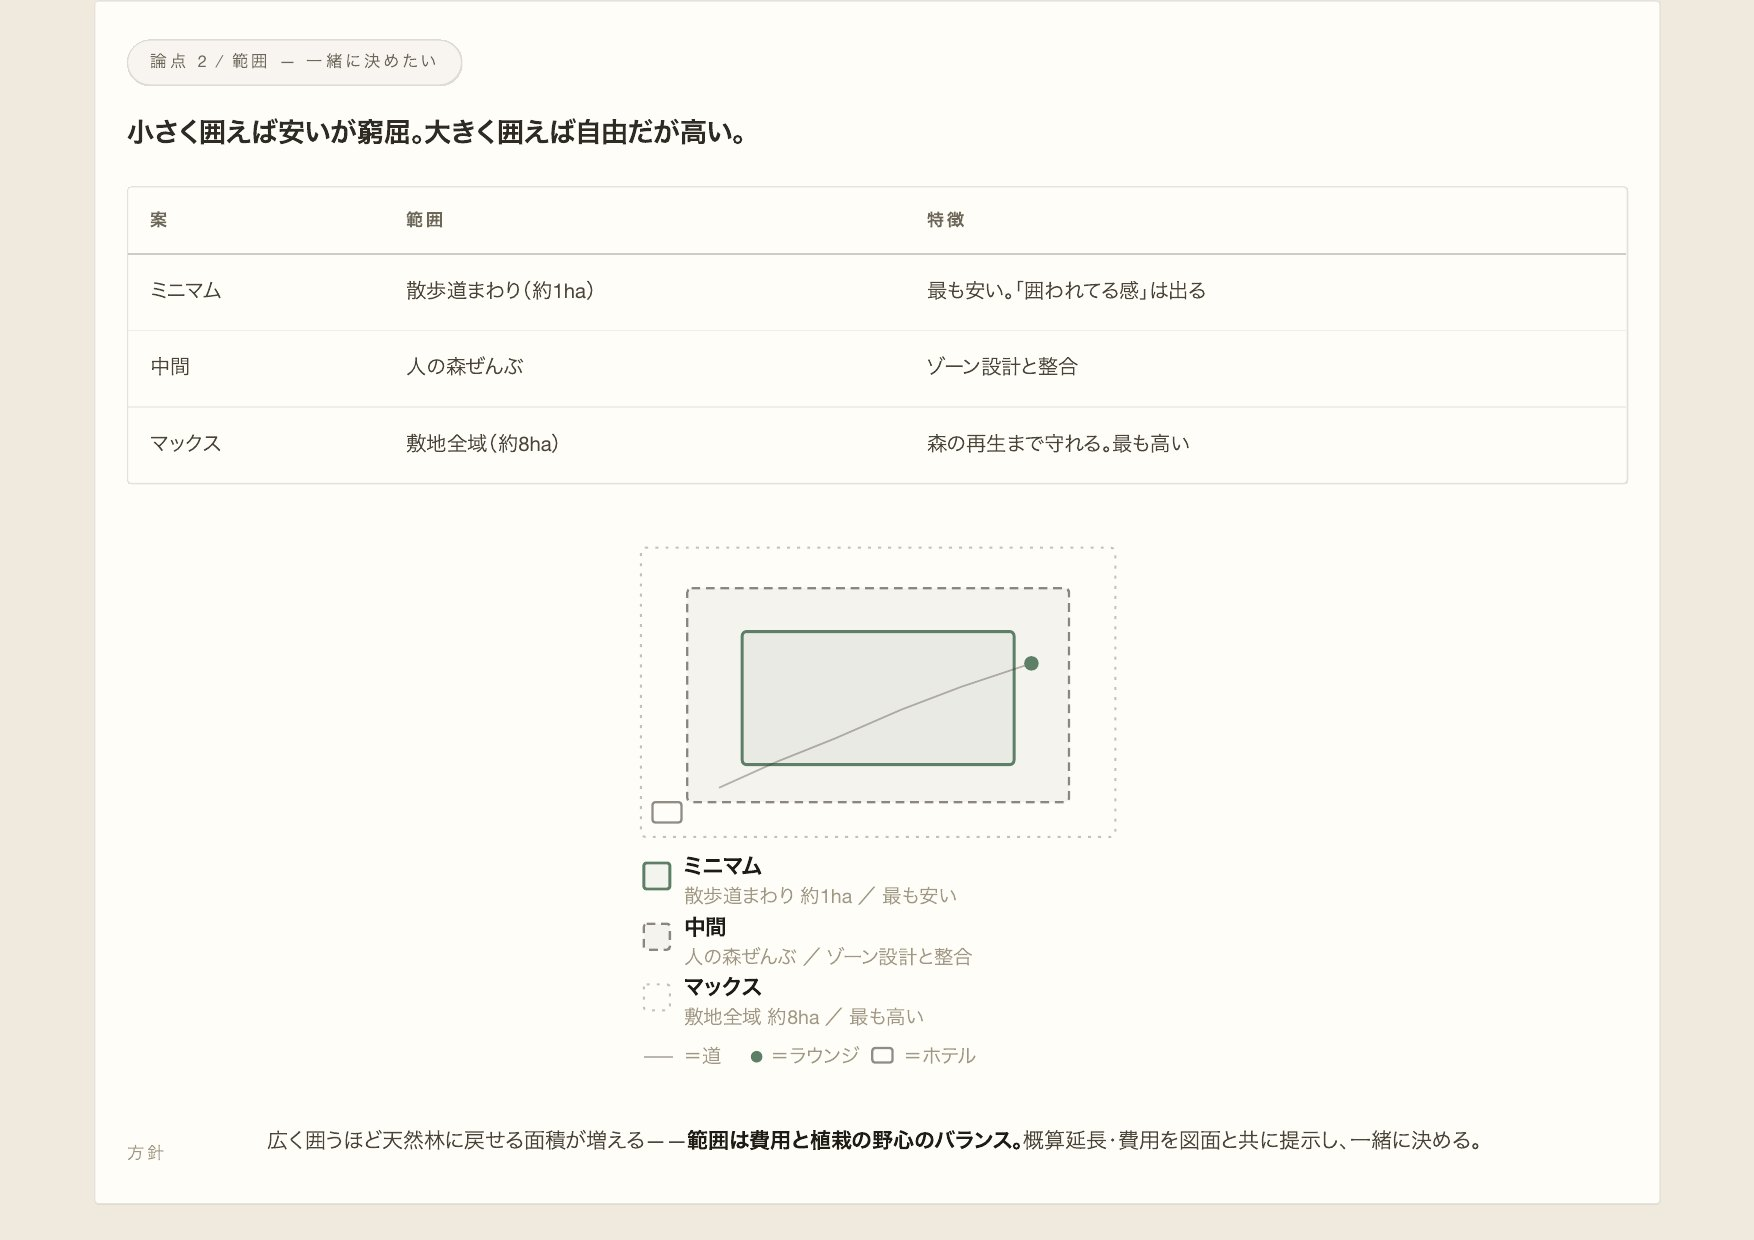 論点 2 / 範囲 — 一緒に決めたい
小さく囲えば安いが窮屈。大きく囲えば自由だが高い。
案 範囲 特徴
ミニマム 散歩道まわり（約1ha） 最も安い。「囲われてる感」は出る
中間 人の森ぜんぶ ゾーン設計と整合
マックス 敷地全域（約8ha） 森の再生まで守れる。最も高い
ミニマム
散歩道まわり 約1ha ／ 最も安い
中間
人の森ぜんぶ ／ ゾーン設計と整合
マックス
敷地全域 約8ha ／ 最も高い
＝道 ＝ラウンジ ＝ホテル
方針 広く囲うほど天然林に戻せる面積が増える——範囲は費用と植栽の野心のバランス。概算延長·費用を図面と共に提示し、一緒に決める。